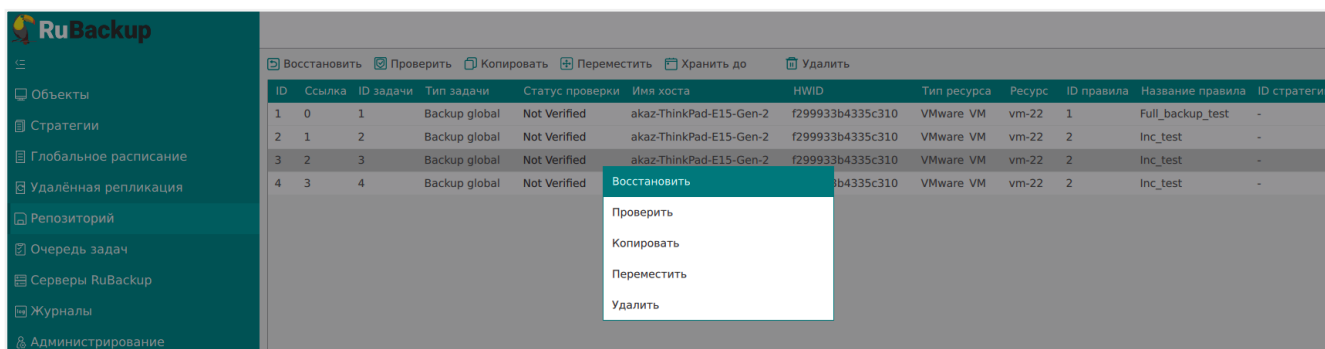 RuBackup
Восстановить Проверить Копировать Переместить Хранить до Удалить
Объекты
Стратегии
Глобальное расписание
Удалённая репликация
Репозиторий
Очередь задач
Серверы RuBackup
Журналы
Администрирование
ID Ссылка ID задачи Тип задачи Статус проверки Имя хоста HWID Тип ресурса Ресурс ID правила Название правила ID стратегии
1 0 1 Backup global Not Verified akaz-ThinkPad-E15-Gen-2 f299933b4335c310 VMware VM vm-22 1 Full_backup_test -
2 1 2 Backup global Not Verified akaz-ThinkPad-E15-Gen-2 f299933b4335c310 VMware VM vm-22 2 Inc_test -
3 2 3 Backup global Not Verified akaz-ThinkPad-E15-Gen-2 f299933b4335c310 VMware VM vm-22 2 Inc_test -
4 3 4 Backup global Not Verified 3b4335c310 VMware VM vm-22 2 Inc_test -
Восстановить
Проверить
Копировать
Переместить
Удалить